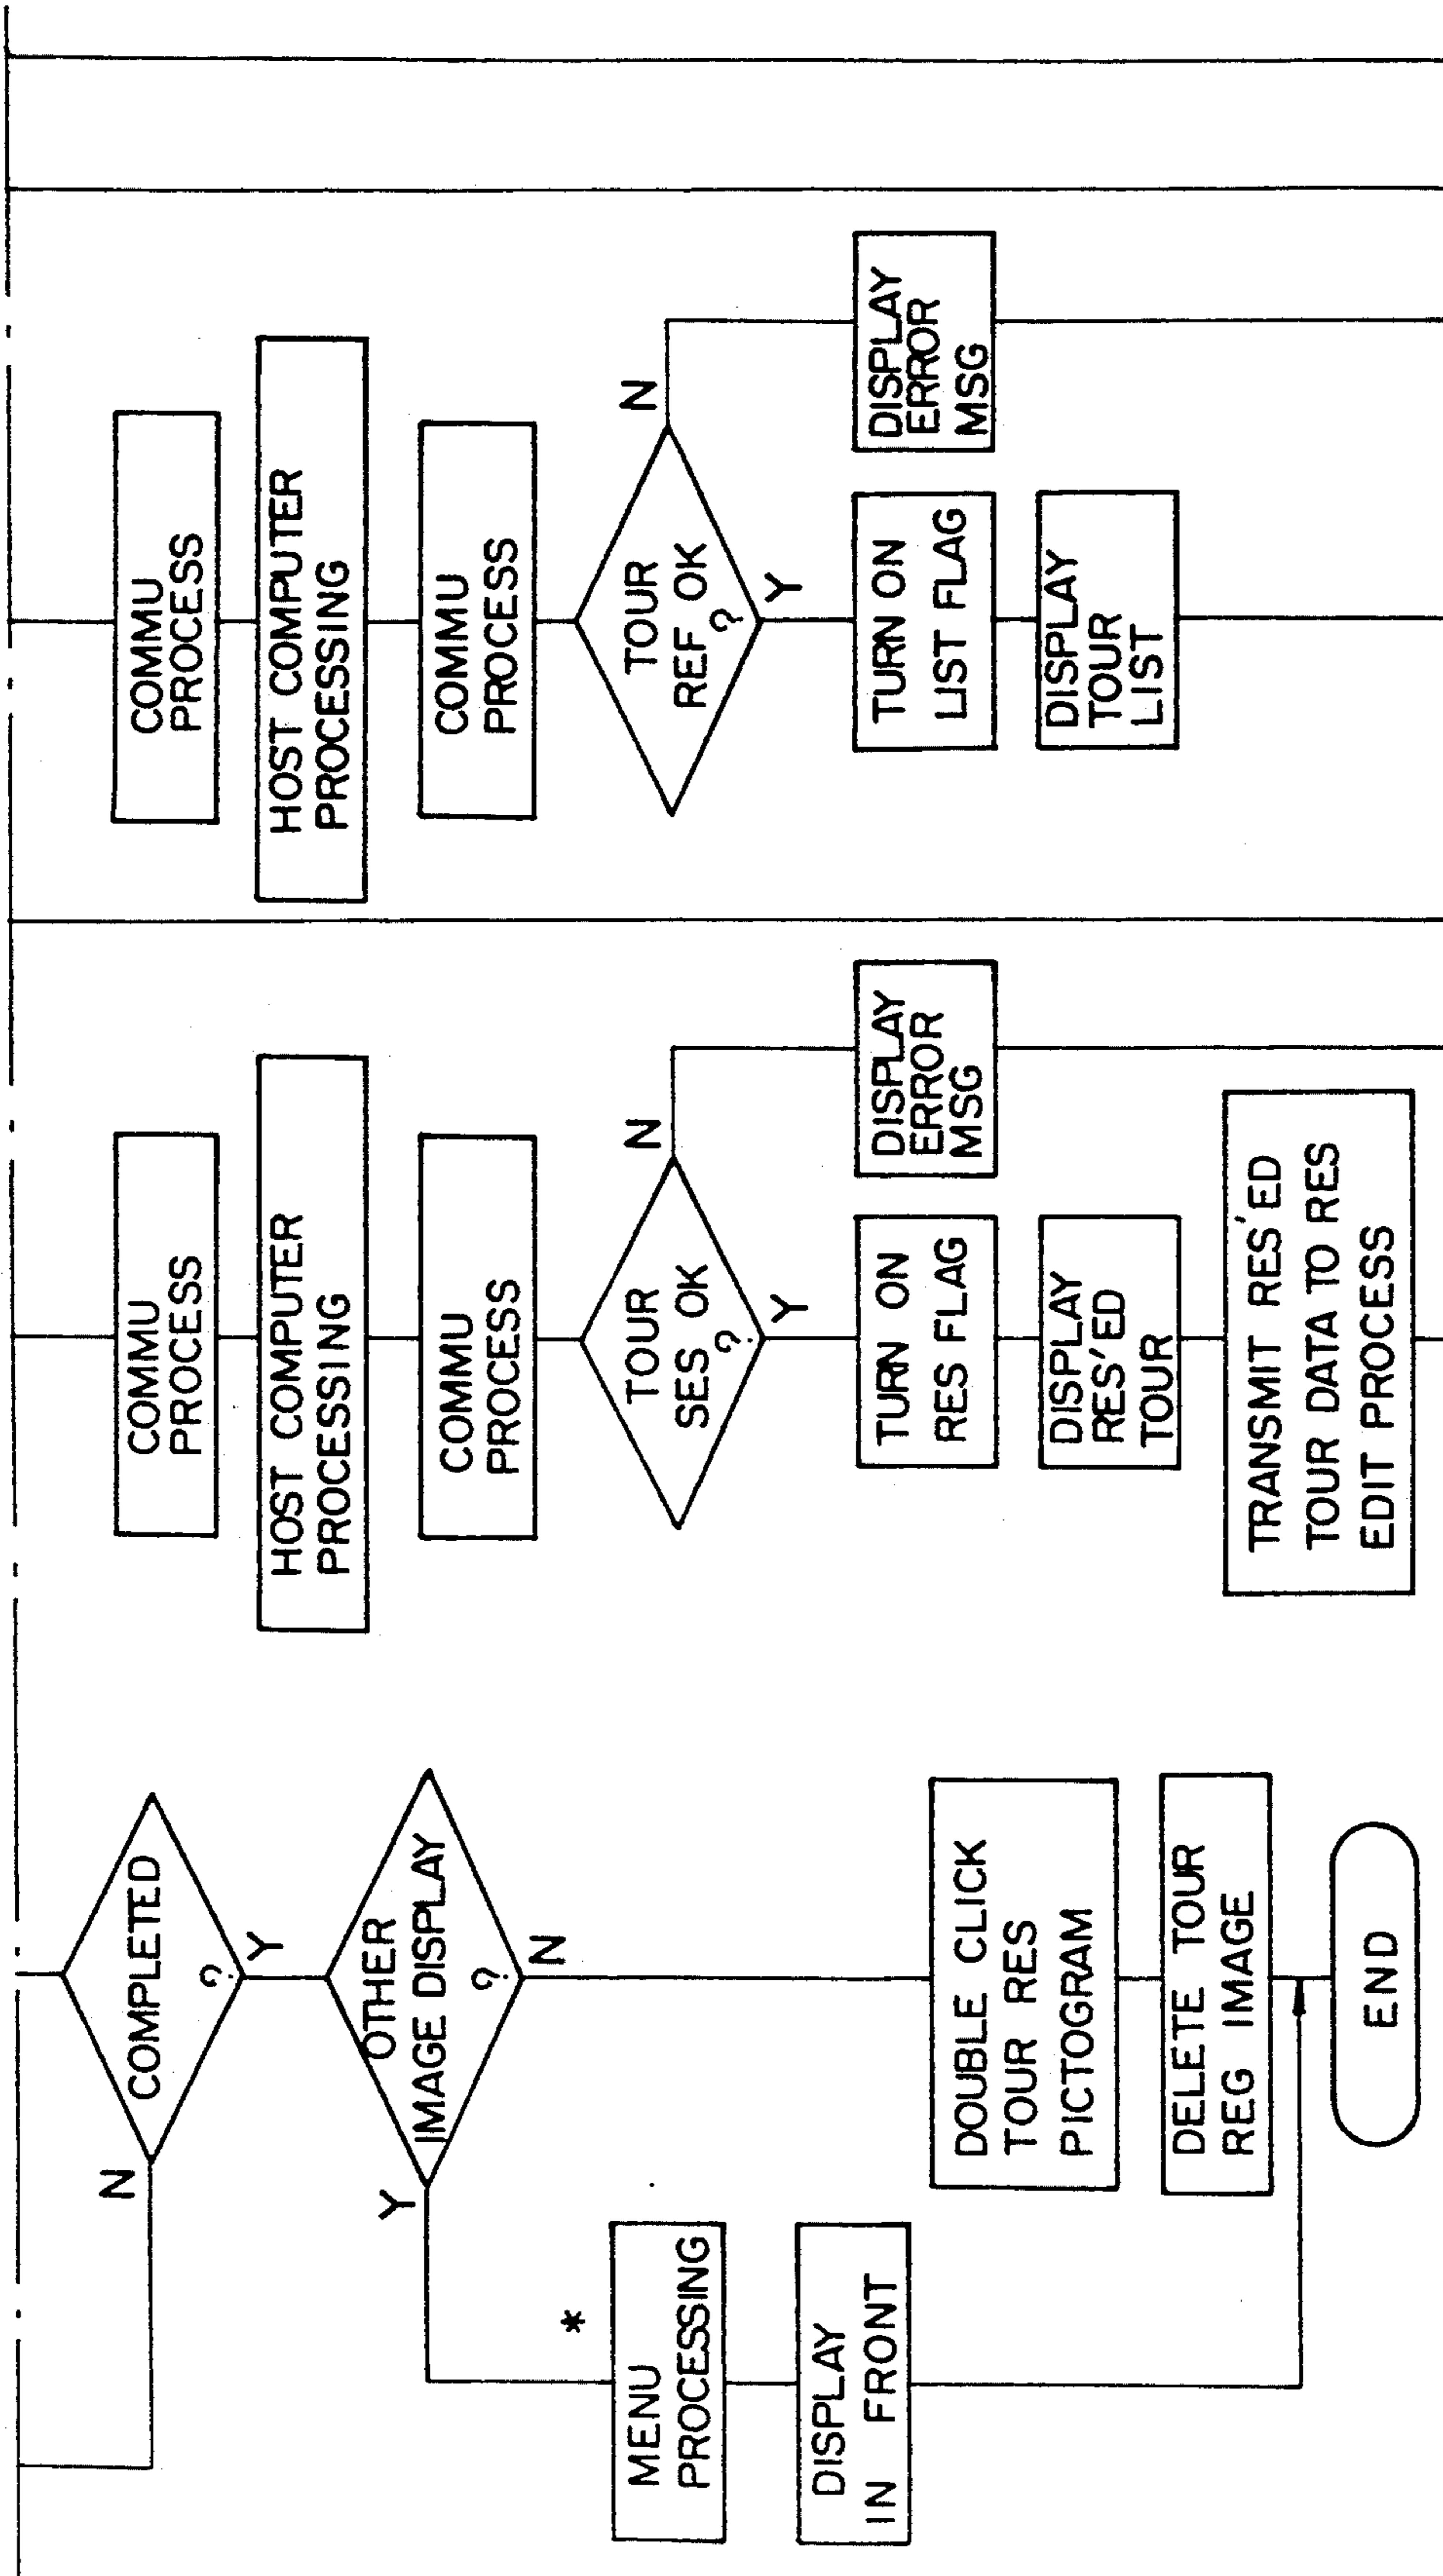 COMPLETED
?
N
Y
OTHER
IMAGE DISPLAY
?
Y
N
*
MENU
PROCESSING
DISPLAY
IN FRONT
DOUBLE CLICK
TOUR RES
PICTOGRAM
DELETE TOUR
REG IMAGE
END
COMMU
PROCESS
HOST COMPUTER
PROCESSING
COMMU
PROCESS
TOUR
SES OK
?
N
Y
TURN ON
RES FLAG
DISPLAY
ERROR
MSG
DISPLAY
RES'ED
TOUR
TRANSMIT RES'ED
TOUR DATA TO RES
EDIT PROCESS
COMMU
PROCESS
HOST COMPUTER
PROCESSING
COMMU
PROCESS
TOUR
REF OK
?
N
Y
TURN ON
LIST FLAG
DISPLAY
ERROR
MSG
DISPLAY
TOUR
LIST